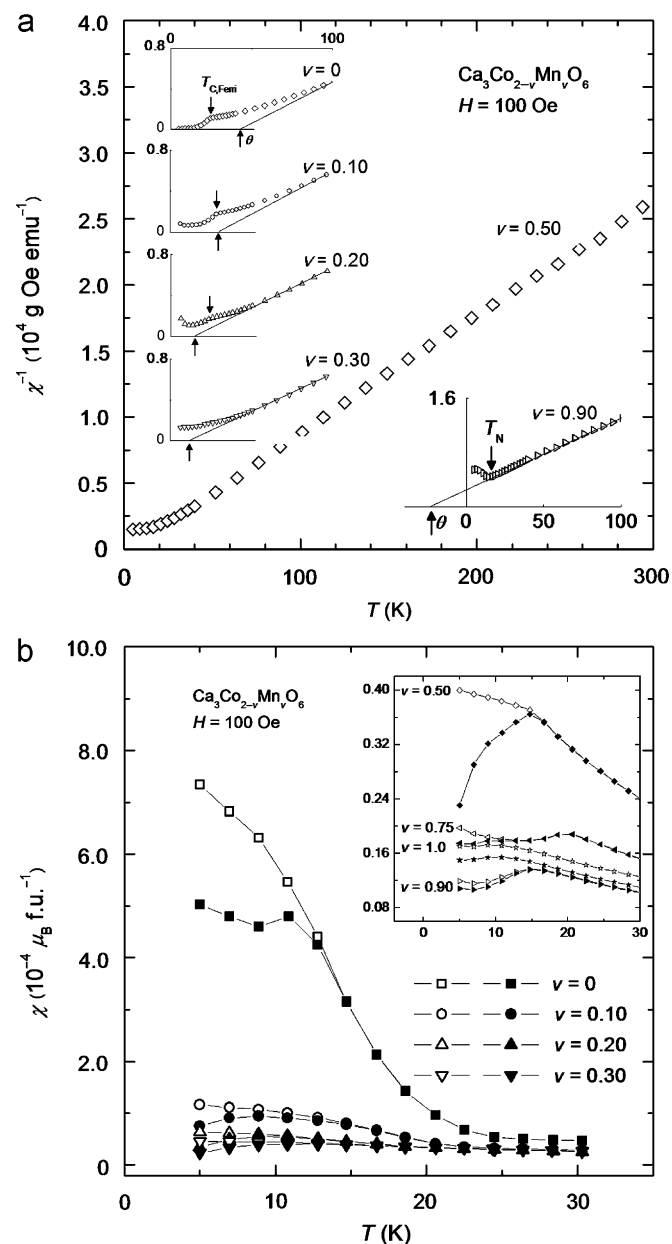 a
4.0
3.5
3.0
2.5
2.0
1.5
1.0
0.5
0
χ⁻¹ (10⁴ g Oe emu⁻¹)
0 100
0.8
T_C,Ferri
v = 0
0
θ
0.8
v = 0.10
0
0.8
v = 0.20
0
0.8
v = 0.30
0
Ca₃Co₂₋ᵥMnᵥO₆
H = 100 Oe
v = 0.50
1.6
v = 0.90
T_N
θ
0 50 100
0 100 200 300
T (K)
b
10.0
8.0
6.0
4.0
2.0
0
χ (10⁻⁴ μ_B f.u.⁻¹)
Ca₃Co₂₋ᵥMnᵥO₆
H = 100 Oe
0.40
0.32
0.24
0.16
0.08
v = 0.50
v = 0.75
v = 1.0
v = 0.90
0 10 20 30
v = 0
v = 0.10
v = 0.20
v = 0.30
0 10 20 30
T (K)